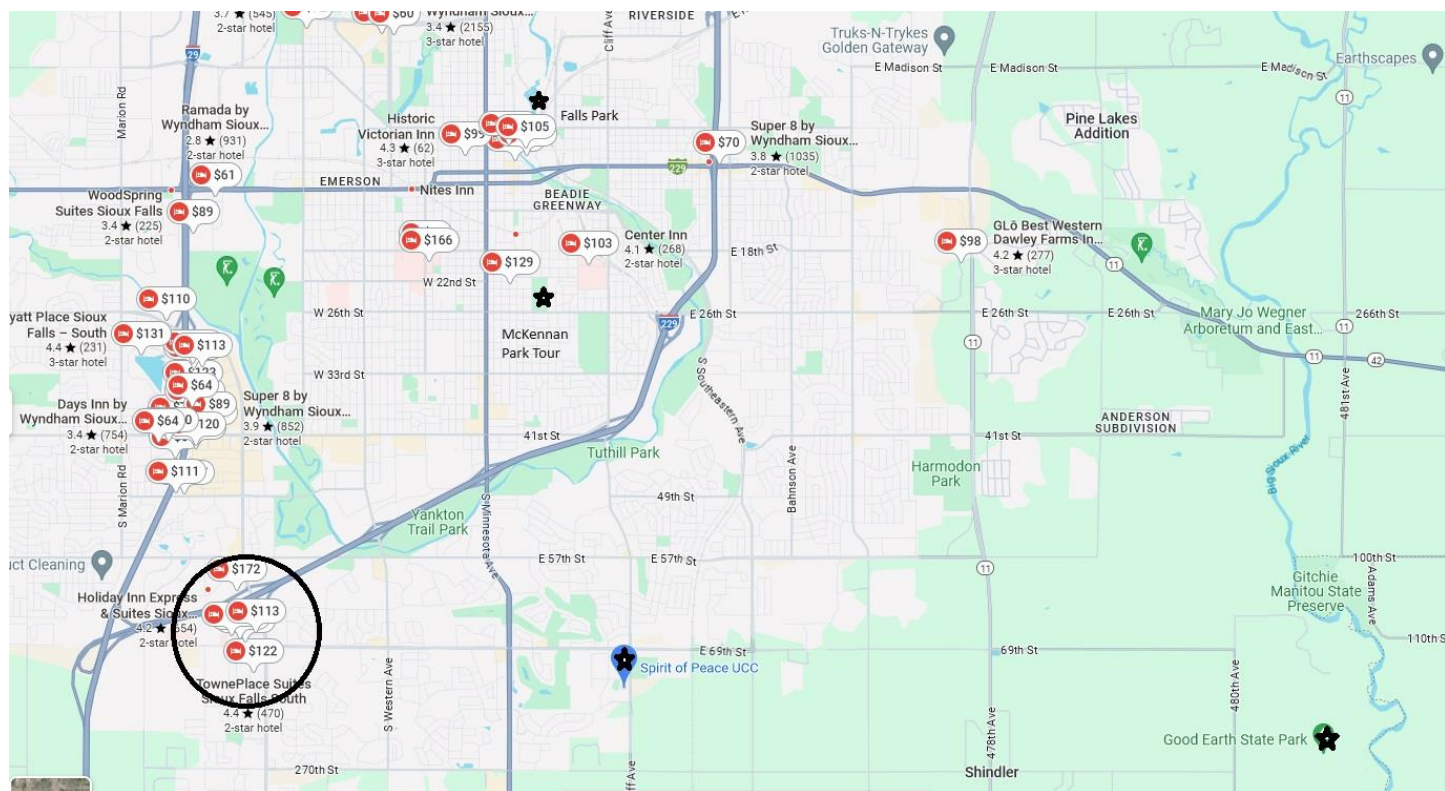 3.7 ★ (545)
2-star hotel
$60
Wyndham Sioux...
3.4 ★ (2155)
3-star hotel
RIVERSIDE
Cliff Ave
Truks-N-Trykes
Golden Gateway
E Madison St
E Madison St
E Madison St
Earthscapes
29
11
Marion Rd
Ramada by
Wyndham Sioux...
2.8 ★ (931)
2-star hotel
$61
Historic
Victorian Inn
4.3 ★ (62)
3-star hotel
$99
$105
Falls Park
Super 8 by
Wyndham Sioux...
3.8 ★ (1035)
2-star hotel
$70
229
Pine Lakes
Addition
EMERSON
Nites Inn
BEADIE
GREENWAY
WoodSpring
Suites Sioux Falls
3.4 ★ (225)
2-star hotel
$89
$166
$103
Center Inn
4.1 ★ (268)
2-star hotel
$129
E 18th St
$98
GLō Best Western
Dawley Farms In...
4.2 ★ (277)
3-star hotel
11
W 22nd St
$110
yatt Place Sioux
Falls – South
4.4 ★ (231)
3-star hotel
$131
$113
W 26th St
McKennan
Park Tour
229
E 26th St
E 26th St
E 26th St
Mary Jo Wegner
Arboretum and East...
266th St
11
11
11
42
W 33rd St
S Southeastern Ave
481st Ave
$123
$64
$89
Days Inn by
Wyndham Sioux...
3.4 ★ (754)
2-star hotel
$64
120
Super 8 by
Wyndham Sioux...
3.9 ★ (852)
2-star hotel
41st St
41st St
Tuthill Park
ANDERSON
SUBDIVISION
Harmodon
Park
Big Sioux River
$111
S Marion Rd
S Minnesota Ave
Bahnson Ave
49th St
Yankton
Trail Park
uct Cleaning
E 57th St
E 57th St
11
100th St
Adams Ave
Gitchie
Manitou State
Preserve
110th S
$172
Holiday Inn Express
& Suites Sioux...
4.2 ★ (654)
2-star hotel
$113
$122
TownePlace Suites
Sioux Falls South
4.4 ★ (470)
2-star hotel
S Western Ave
E 69th St
69th St
Spirit of Peace UCC
480th Ave
478th Ave
Good Earth State Park
270th St
ff Ave
Shindler